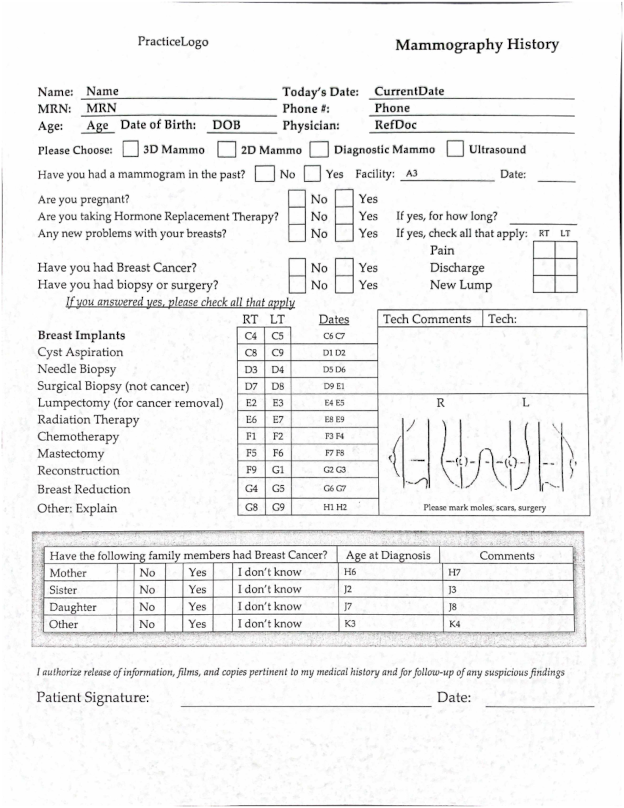 PracticeLogo
Mammography History
Name: Name Today's Date: CurrentDate
MRN: MRN Phone #: Phone
Age: Age Date of Birth: DOB Physician: RefDoc
Please Choose: 3D Mammo 2D Mammo Diagnostic Mammo Ultrasound
Have you had a mammogram in the past? No Yes Facility: A3 Date:
Are you pregnant? No Yes
Are you taking Hormone Replacement Therapy? No Yes If yes, for how long?
Any new problems with your breasts? No Yes If yes, check all that apply: RT LT
Pain
Have you had Breast Cancer? No Yes Discharge
Have you had biopsy or surgery? No Yes New Lump
If you answered yes, please check all that apply
RT LT Dates Tech Comments Tech:
Breast Implants C4 C5 C6 C7
Cyst Aspiration C8 C9 D1 D2
Needle Biopsy D3 D4 D5 D6
Surgical Biopsy (not cancer) D7 D8 D9 E1
Lumpectomy (for cancer removal) E2 E3 E4 E5 R L
Radiation Therapy E6 E7 E8 E9
Chemotherapy F1 F2 F3 F4
Mastectomy F5 F6 F7 F8
Reconstruction F9 G1 G2 G3
Breast Reduction G4 G5 G6 G7
Other: Explain G8 G9 H1 H2 Please mark moles, scars, surgery
Have the following family members had Breast Cancer? Age at Diagnosis Comments
Mother No Yes I don't know H6 H7
Sister No Yes I don't know J2 J3
Daughter No Yes I don't know J7 J8
Other No Yes I don't know K3 K4
I authorize release of information, films, and copies pertinent to my medical history and for follow-up of any suspicious findings
Patient Signature: Date: